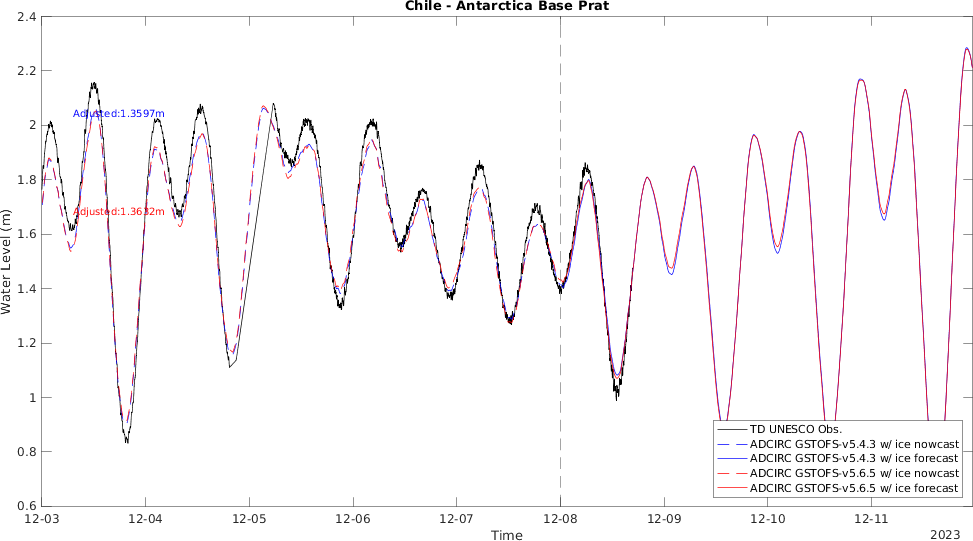 Chile - Antarctica Base Prat
2.4
2.2
2
1.8
1.6
1.4
1.2
1
0.8
0.6
Water Level (m)
Adjusted:1.3597m
Adjusted:1.3632m
TD UNESCO Obs.
ADCIRC GSTOFS-v5.4.3 w/ ice nowcast
ADCIRC GSTOFS-v5.4.3 w/ ice forecast
ADCIRC GSTOFS-v5.6.5 w/ ice nowcast
ADCIRC GSTOFS-v5.6.5 w/ ice forecast
12-03 12-04 12-05 12-06 12-07 12-08 12-09 12-10 12-11
Time
2023